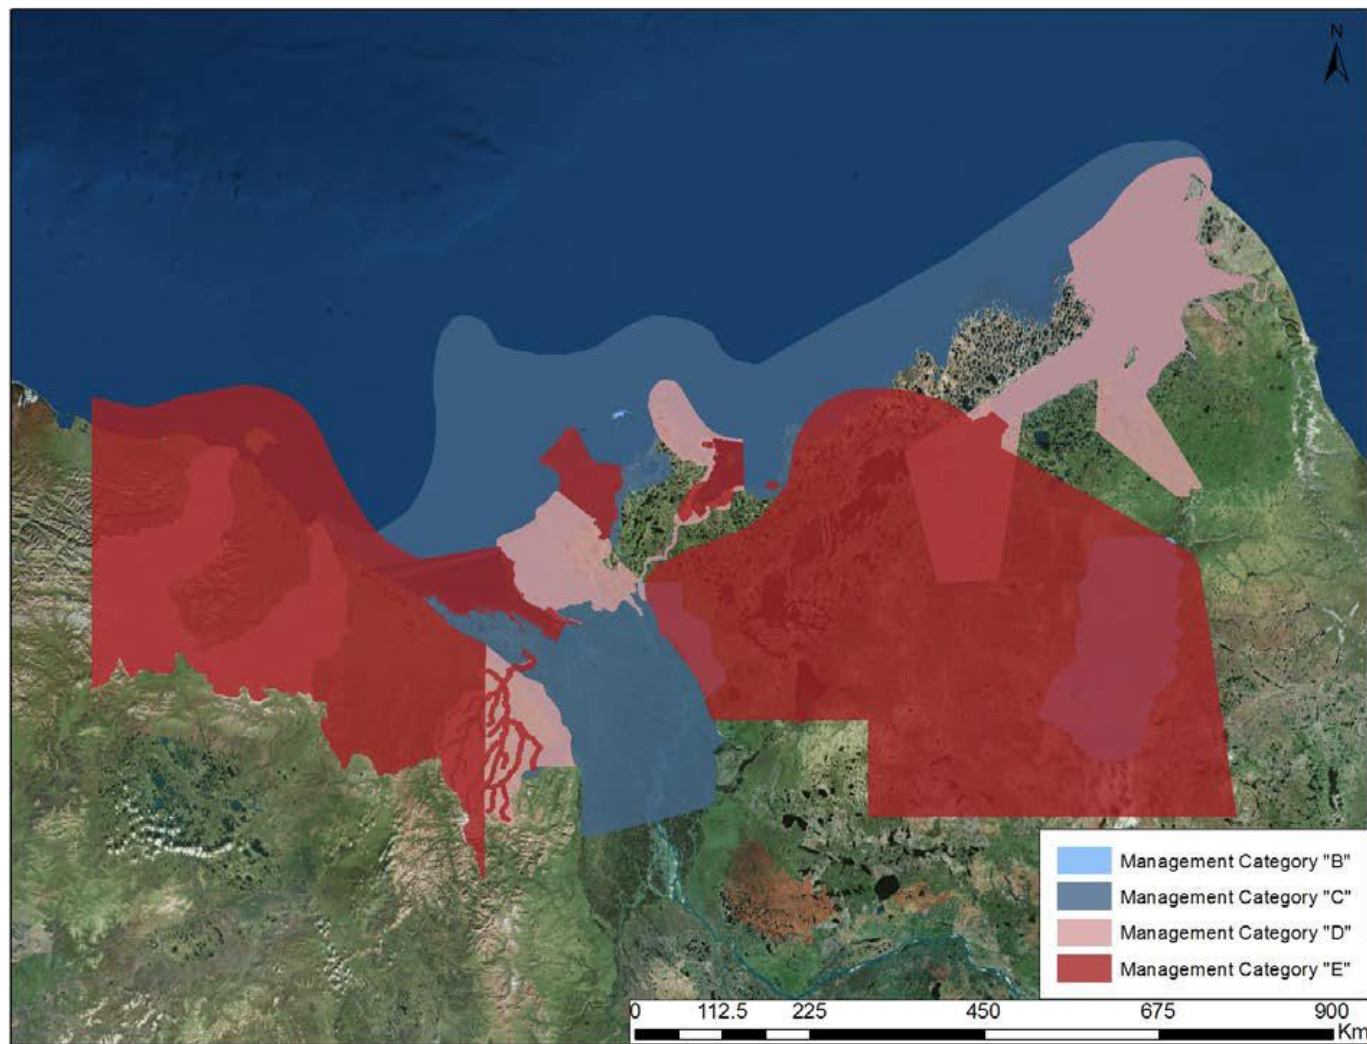 N
Management Category "B"
Management Category "C"
Management Category "D"
Management Category "E"
0 112.5 225 450 675 900
Km